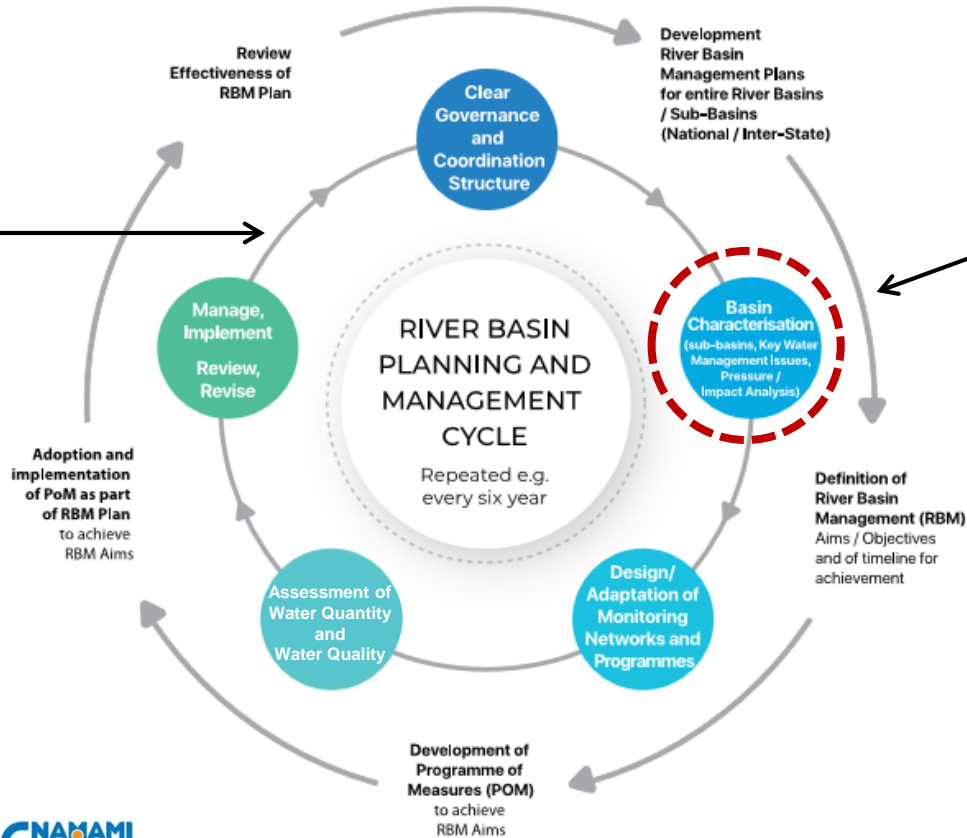 Review
Effectiveness of
RBM Plan
Development
River Basin
Management Plans
for entire River Basins
/ Sub-Basins
(National / Inter-State)
Clear
Governance
and
Coordination
Structure
Manage,
Implement
Review,
Revise
RIVER BASIN
PLANNING AND
MANAGEMENT
CYCLE
Repeated e.g.
every six year
Basin
Characterisation
(sub-basins, Key Water
Management Issues,
Pressure /
Impact Analysis)
Adoption and
implementation
of PoM as part
of RBM Plan
to achieve
RBM Aims
Definition of
River Basin
Management (RBM)
Aims / Objectives
and of timeline for
achievement
Assessment of
Water Quantity
and
Water Quality
Design/
Adaptation of
Monitoring
Networks and
Programmes
Development of
Programme of
Measures (POM)
to achieve
RBM Aims
NAMAMI